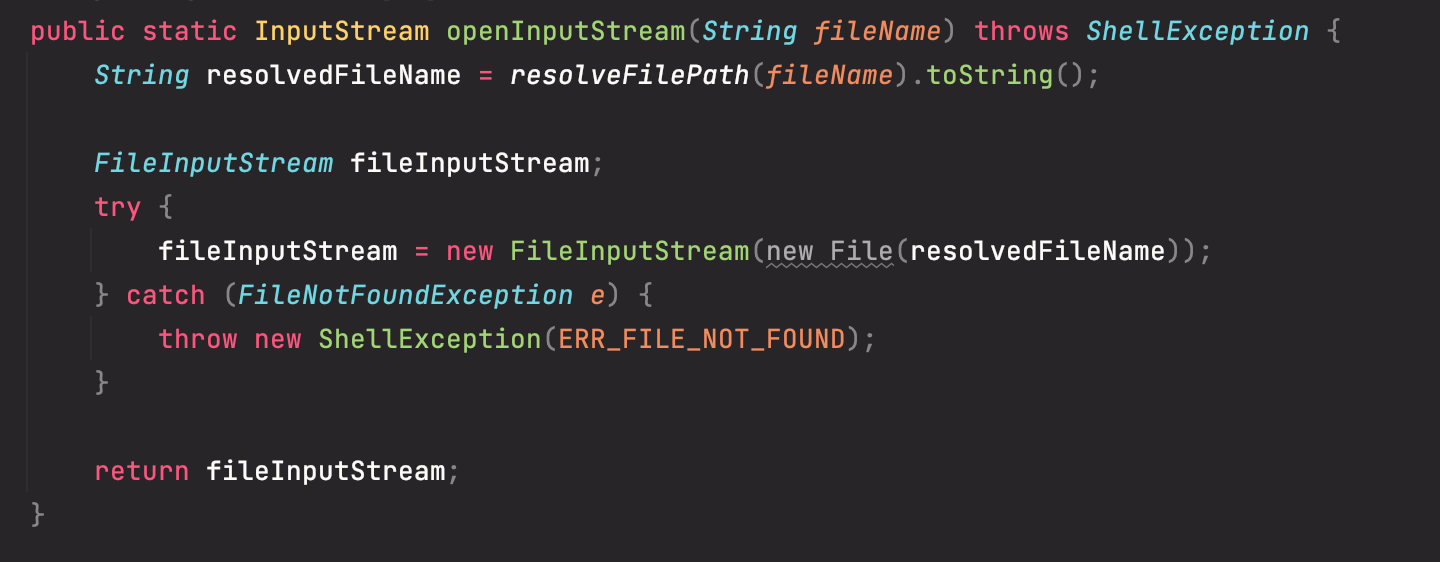 public static InputStream openInputStream(String fileName) throws ShellException {
    String resolvedFileName = resolveFilePath(fileName).toString();

    FileInputStream fileInputStream;
    try {
        fileInputStream = new FileInputStream(new File(resolvedFileName));
    } catch (FileNotFoundException e) {
        throw new ShellException(ERR_FILE_NOT_FOUND);
    }

    return fileInputStream;
}